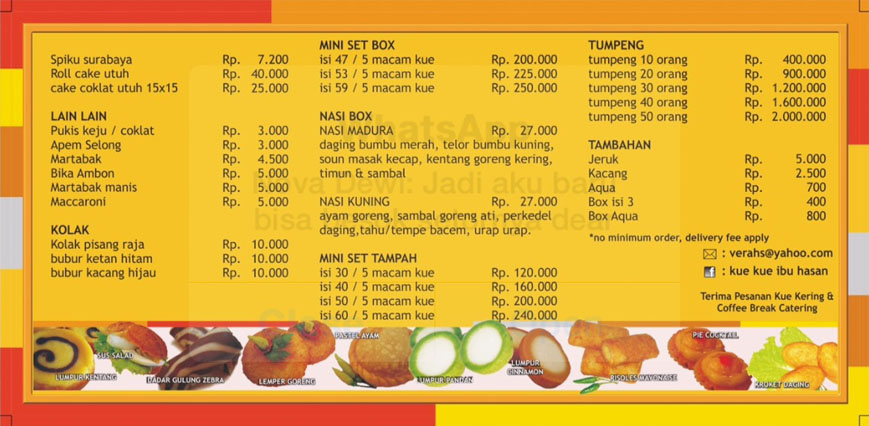 Spiku surabaya Rp. 7.200
Roll cake utuh Rp. 40.000
cake coklat utuh 15x15 Rp. 25.000
LAIN LAIN
Pukis keju / coklat Rp. 3.000
Apem Selong Rp. 3.000
Martabak Rp. 4.500
Bika Ambon Rp. 5.000
Martabak manis Rp. 5.000
Maccaroni Rp. 5.000
KOLAK
Kolak pisang raja Rp. 10.000
bubur ketan hitam Rp. 10.000
bubur kacang hijau Rp. 10.000
MINI SET BOX
isi 47 / 5 macam kue Rp. 200.000
isi 53 / 5 macam kue Rp. 225.000
isi 59 / 5 macam kue Rp. 250.000
NASI BOX
NASI MADURA Rp. 27.000
daging bumbu merah, telor bumbu kuning,
soun masak kecap, kentang goreng kering,
timun & sambal
NASI KUNING Rp. 27.000
ayam goreng, sambal goreng ati, perkedel
daging,tahu/tempe bacem, urap urap.
MINI SET TAMPAH
isi 30 / 5 macam kue Rp. 120.000
isi 40 / 5 macam kue Rp. 160.000
isi 50 / 5 macam kue Rp. 200.000
isi 60 / 5 macam kue Rp. 240.000
TUMPENG
tumpeng 10 orang Rp. 400.000
tumpeng 20 orang Rp. 900.000
tumpeng 30 orang Rp. 1.200.000
tumpeng 40 orang Rp. 1.600.000
tumpeng 50 orang Rp. 2.000.000
TAMBAHAN
Jeruk Rp. 5.000
Kacang Rp. 2.500
Aqua Rp. 700
Box isi 3 Rp. 400
Box Aqua Rp. 800
*no minimum order, delivery fee apply
: verahs@yahoo.com
f : kue kue ibu hasan
Terima Pesanan Kue Kering &
Coffee Break Catering
WhatsApp
Nova Dewi: Jadi aku baru
bisa
LUMPUR KENTANG
SUS SALAD
DADAR GULUNG ZEBRA
LEMPER GORENG
PASTEL AYAM
LUMPUR PANDAN
LUMPUR
CINNAMON
RISOLES MAYONAISE
PIE COCKTAIL
KROKET DAGING